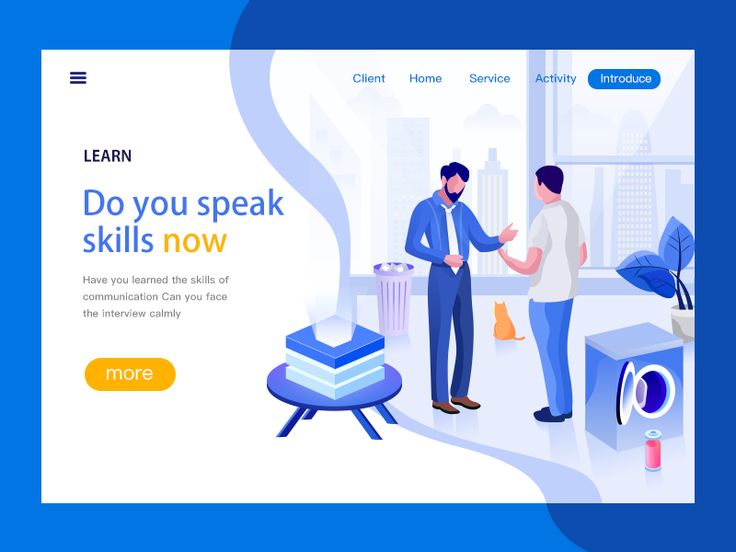 Client Home Service Activity Introduce
LEARN
Do you speak
skills now
Have you learned the skills of
communication Can you face
the interview calmly
more